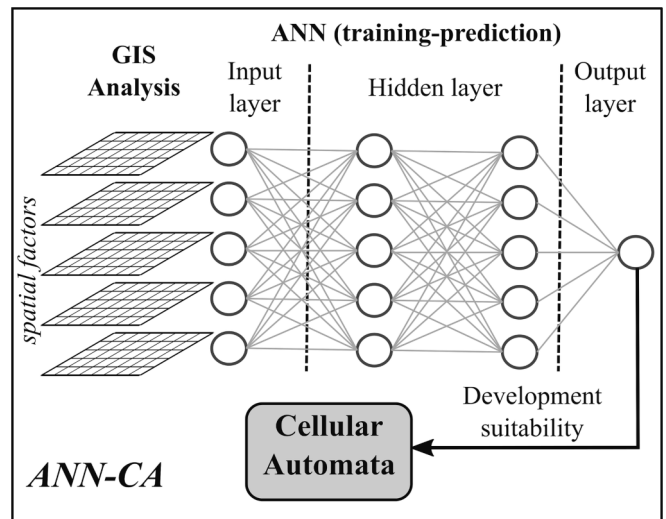 ANN (training-prediction)
GIS
Analysis
Input
layer
Hidden layer
Output
layer
spatial factors
Development
suitability
Cellular
Automata
ANN-CA